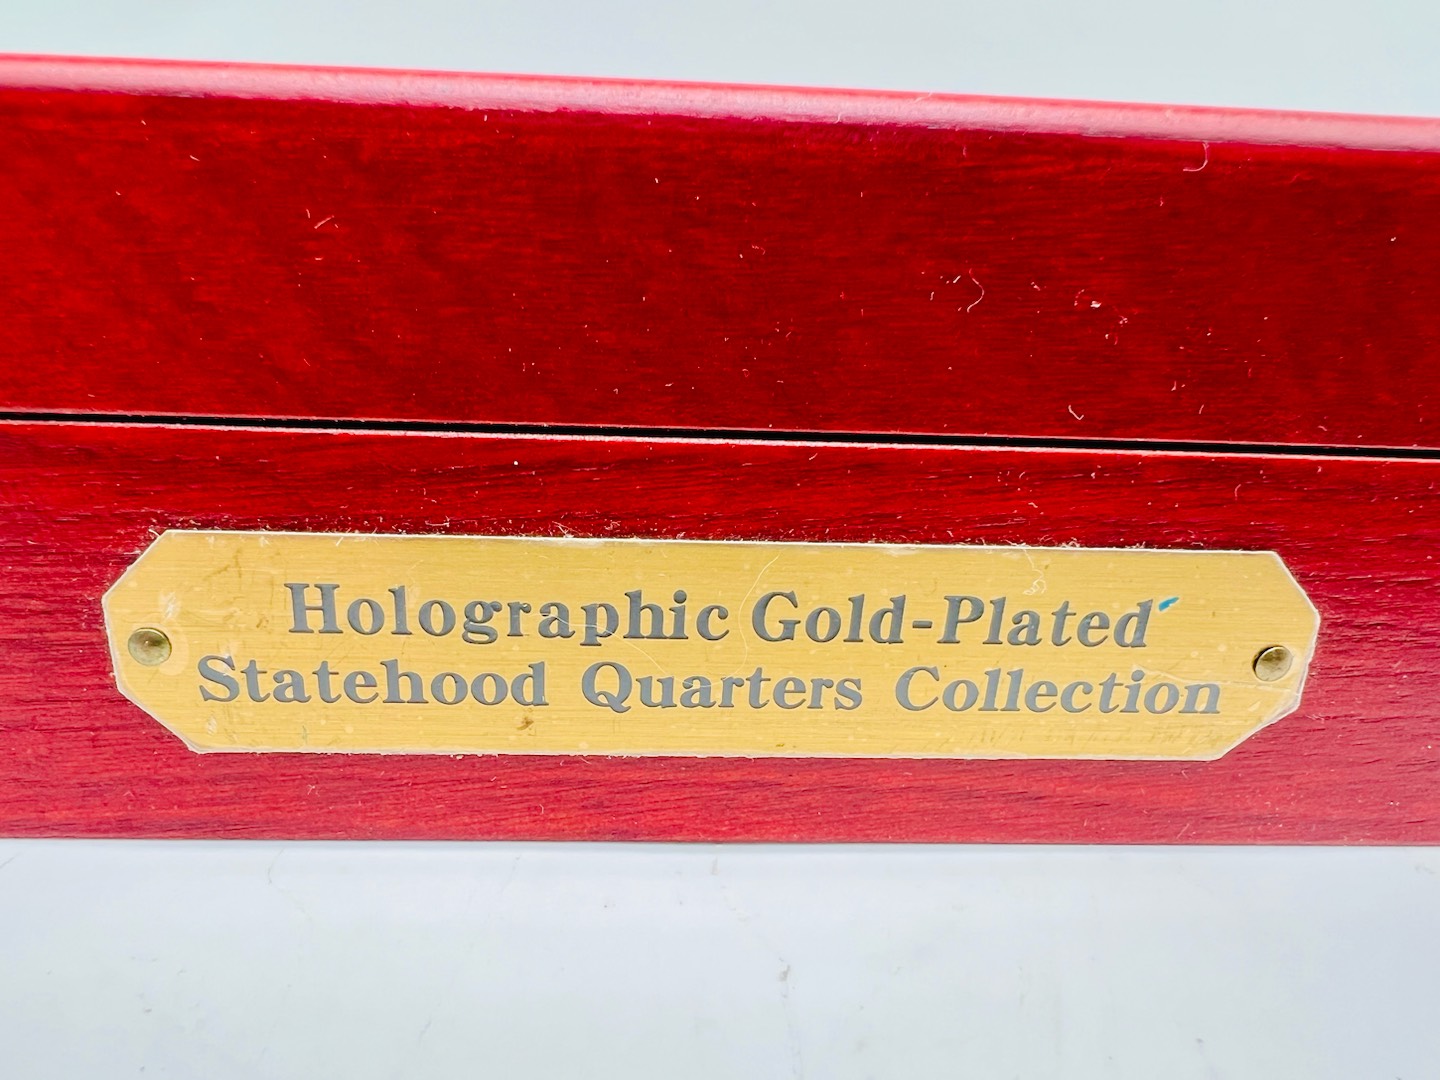 Holographic Gold-Plated
Statehood Quarters Collection